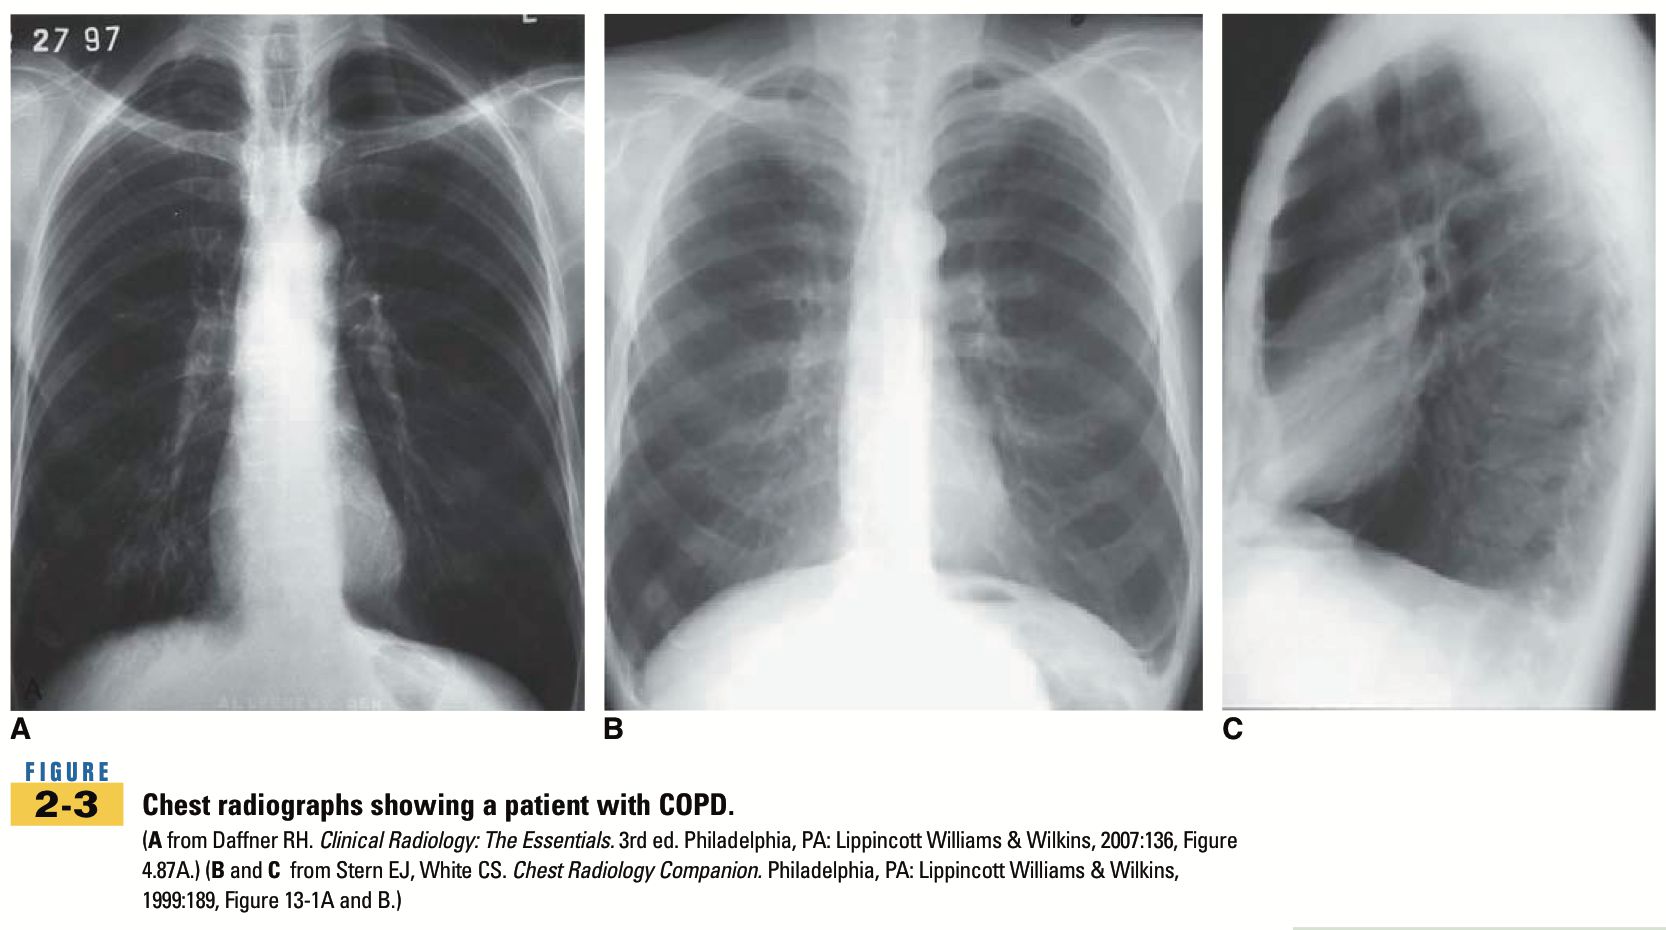 27 97
L
A
A
B
C
FIGURE
2-3
Chest radiographs showing a patient with COPD.
(A from Daffner RH. Clinical Radiology: The Essentials. 3rd ed. Philadelphia, PA: Lippincott Williams & Wilkins, 2007:136, Figure
4.87A.) (B and C from Stern EJ, White CS. Chest Radiology Companion. Philadelphia, PA: Lippincott Williams & Wilkins,
1999:189, Figure 13-1A and B.)